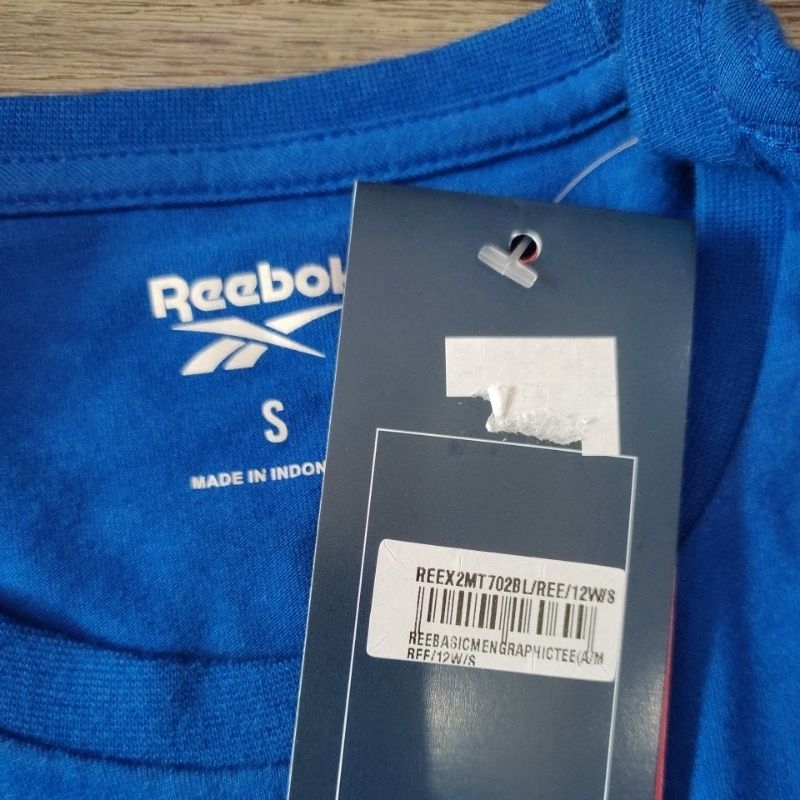 Reebok
S
MADE IN INDON
REEX2MT702BL/REE/12W/S
REEBASICMENGRAPHICTEE(A/M
REE/12W/S